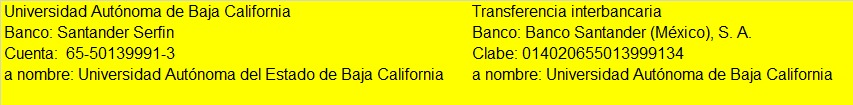 Universidad Autónoma de Baja California
Banco: Santander Serfin
Cuenta:  65-50139991-3
a nombre: Universidad Autónoma del Estado de Baja California
Transferencia interbancaria
Banco: Banco Santander (México), S. A.
Clabe: 014020655013999134
a nombre: Universidad Autónoma de Baja California